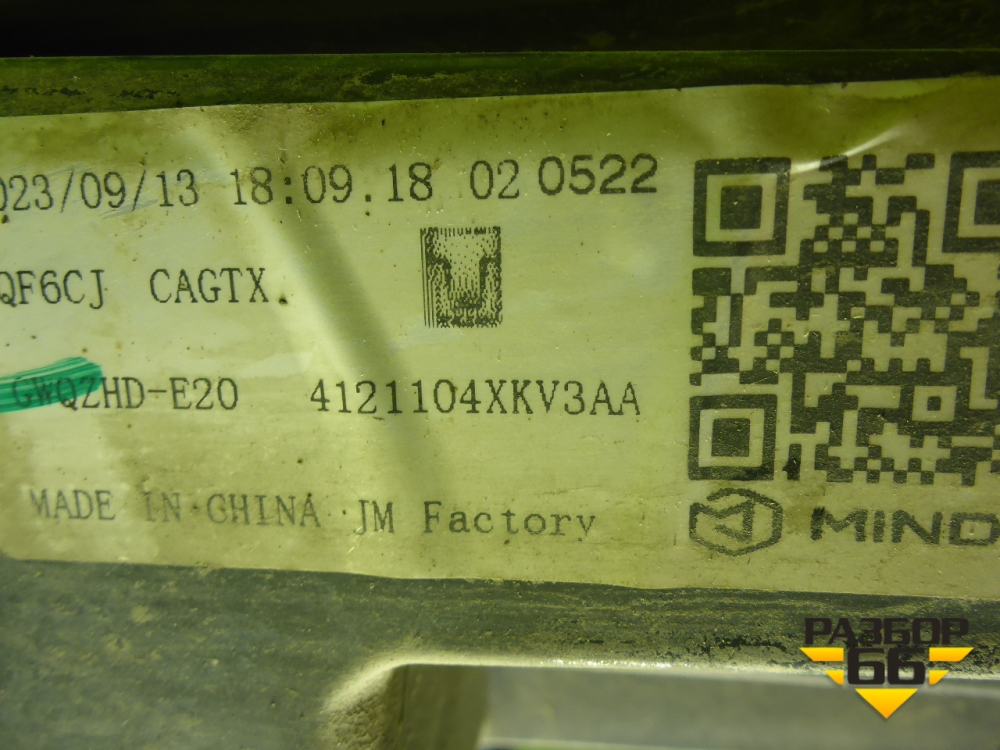 023/09/13 18:09.18 02 0522
QF6CJ CAGTX
GWQZHD-E20 4121104XKV3AA
MADE IN CHINA JM Factory
MIND
РАЗБОР
66